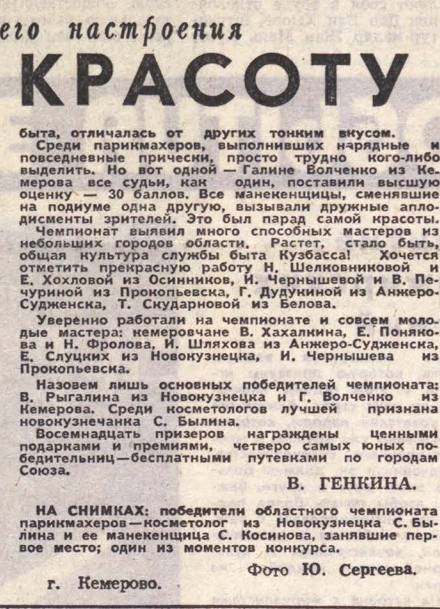 его настроения
КРАСОТУ
быта, отличалась от других тонким вкусом.
Среди парикмахеров, выполнивших нарядные и
повседневные прически, просто трудно кого-либо
выделить. Но вот одной — Галине Волченко из Ке-
мерова все судьи, как один, поставили высшую
оценку — 30 баллов. Все манекенщицы, сменявшие
на подиуме одна другую, вызывали дружные апло-
дисменты зрителей. Это был парад самой красоты.
Чемпионат выявил много способных мастеров из
небольших городов области. Растет, стало быть,
общая культура службы быта Кузбасса! Хочется
отметить прекрасную работу Н. Шелковниковой и
Е. Хохловой из Осинников, И. Чернышевой и В. Пе-
чуриной из Прокопьевска, Г. Дудукиной из Анжеро-
Судженска, Т. Скударновой из Белова.
Уверенно работали на чемпионате и совсем моло-
дые мастера: кемеровчане В. Хахалкина, Е. Поняко-
ва и Н. Фролова, И. Шляхова из Анжеро-Судженска,
Е. Слуцких из Новокузнецка, И. Чернышева из
Прокопьевска.
Назовем лишь основных победителей чемпионата:
В. Рыгалина из Новокузнецка и Г. Волченко из
Кемерова. Среди косметологов лучшей признана
новокузнечанка С. Былина.
Восемнадцать призеров награждены ценными
подарками и премиями, четверо самых юных по-
бедительниц—бесплатными путевками по городам
Союза.
В. ГЕНКИНА.
НА СНИМКАХ: победители областного чемпионата
парикмахеров—косметолог из Новокузнецка С. Бы-
лина и ее манекенщица С. Косинова, занявшие пер-
вое место; один из моментов конкурса.
Фото Ю. Сергеева.
г. Кемерово.